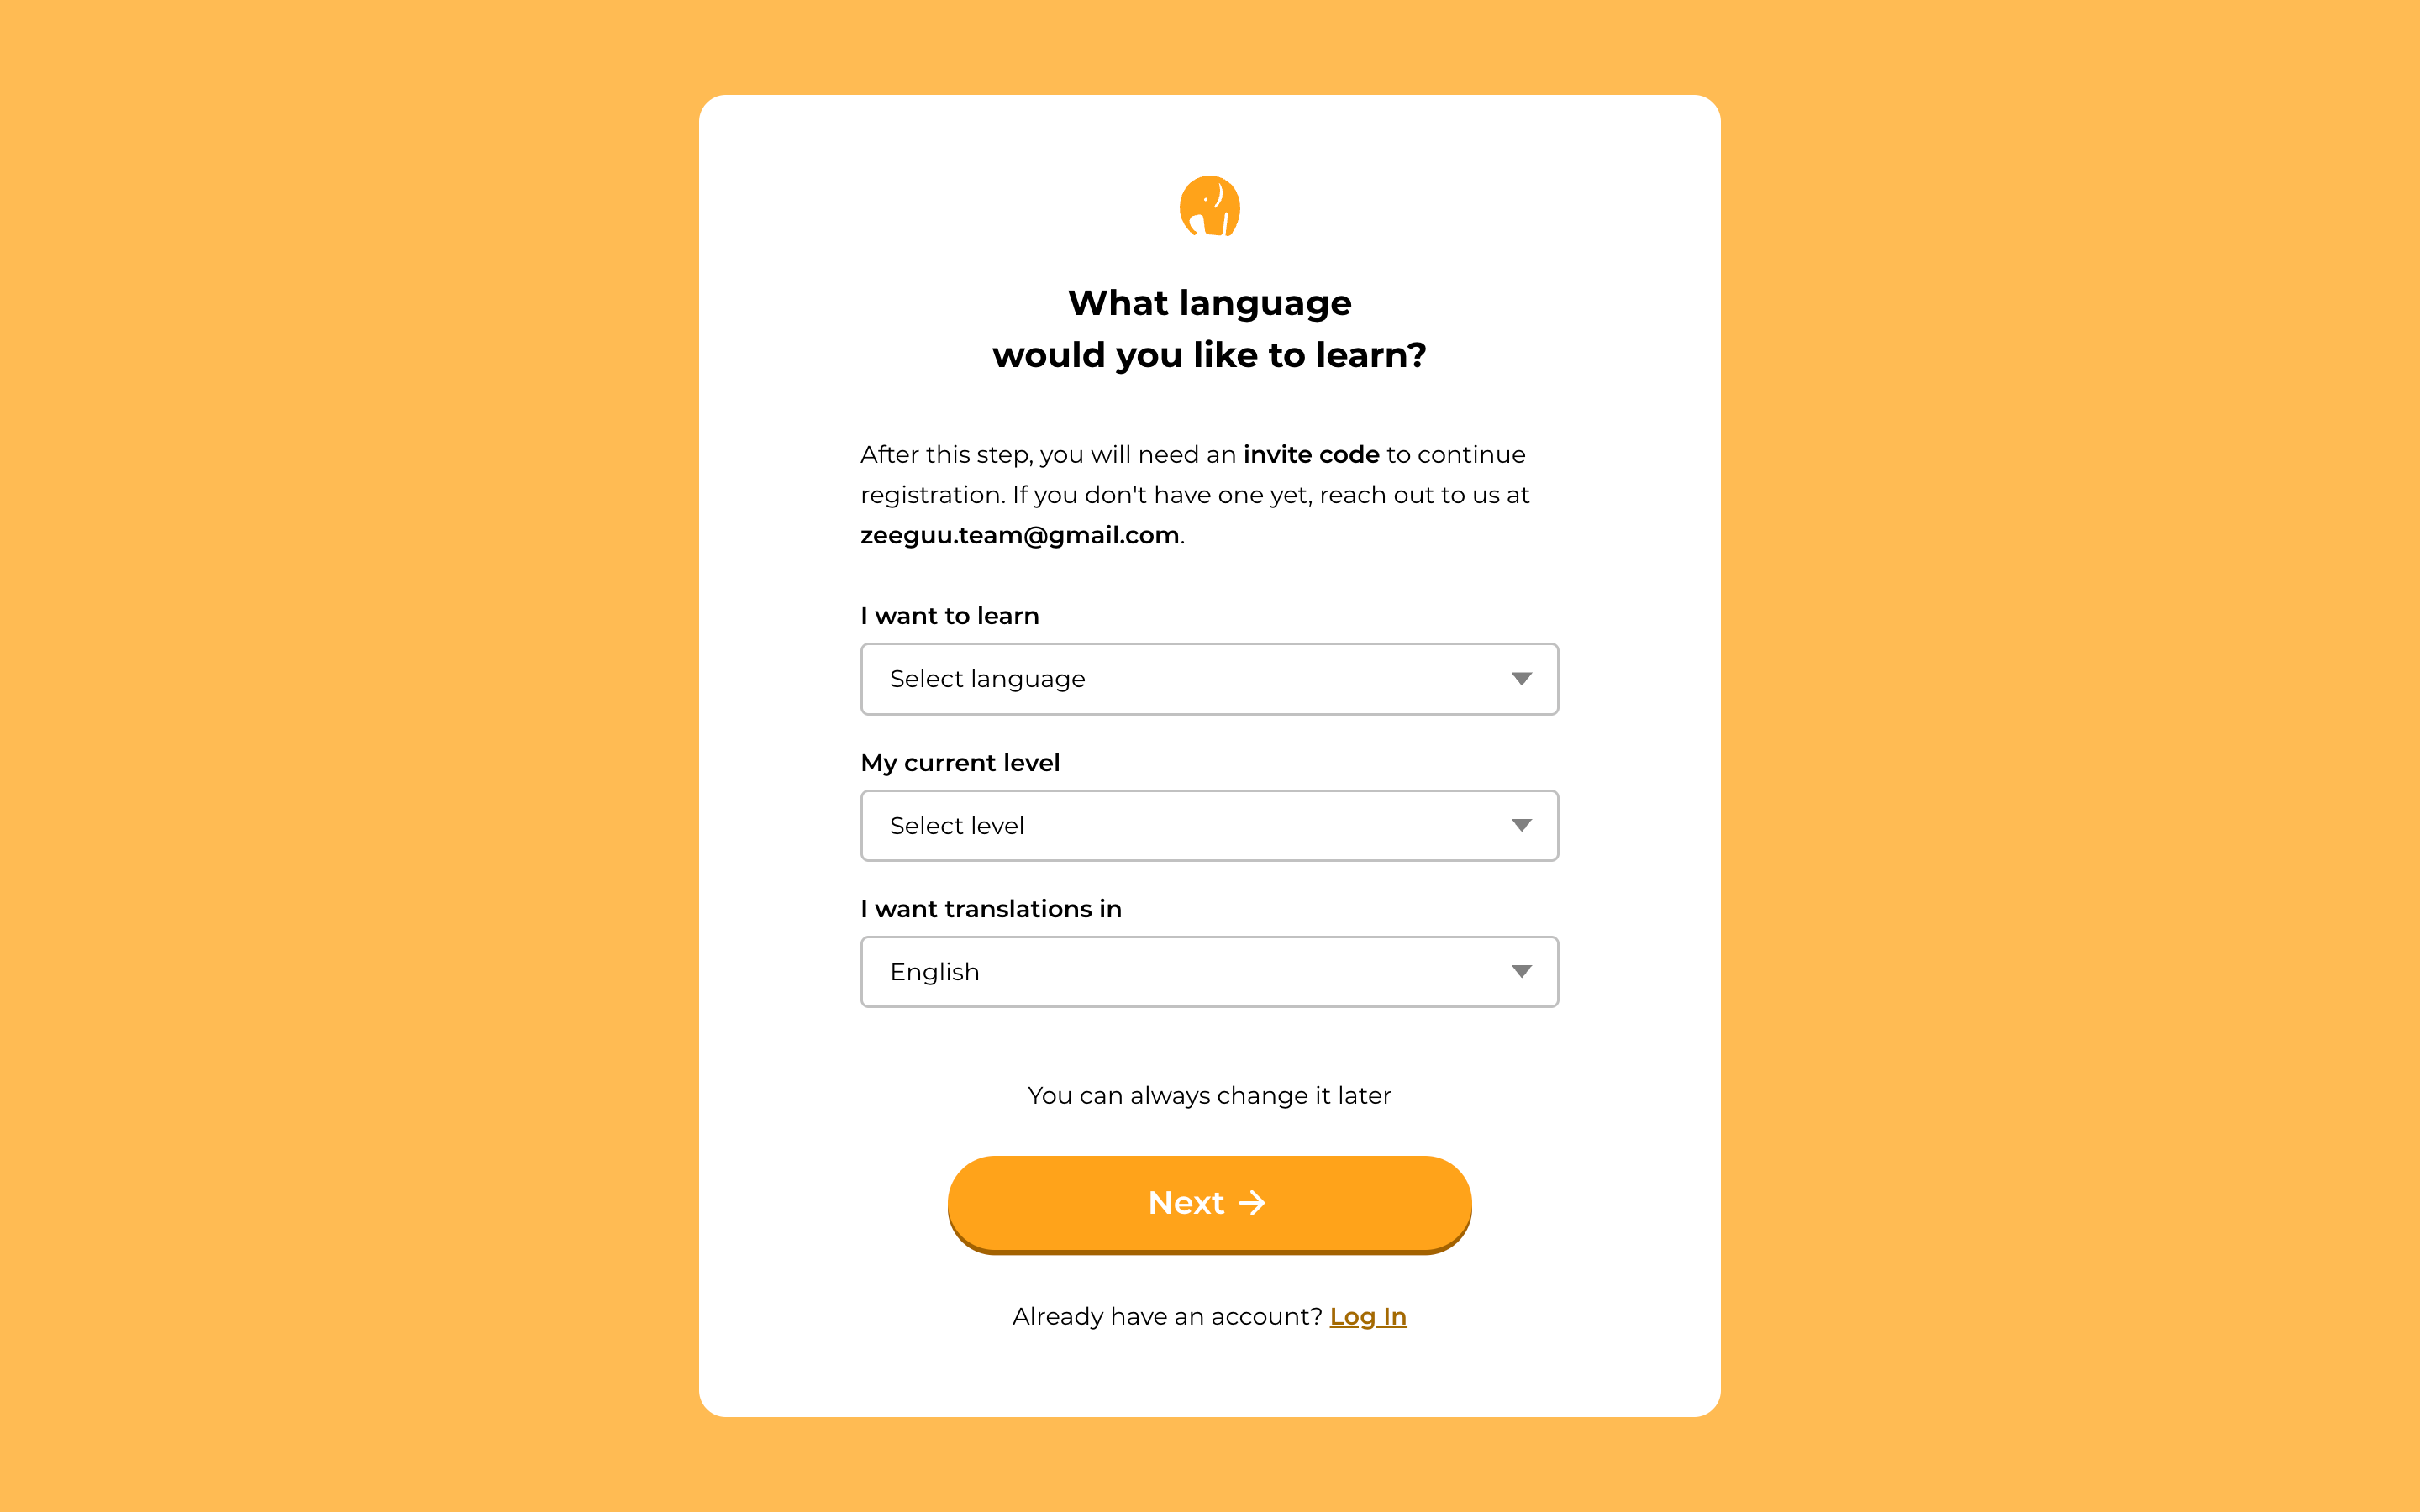 What language
would you like to learn?
After this step, you will need an invite code to continue
registration. If you don't have one yet, reach out to us at
zeeguu.team@gmail.com.
I want to learn
Select language
My current level
Select level
I want translations in
English
You can always change it later
Next →
Already have an account? Log In